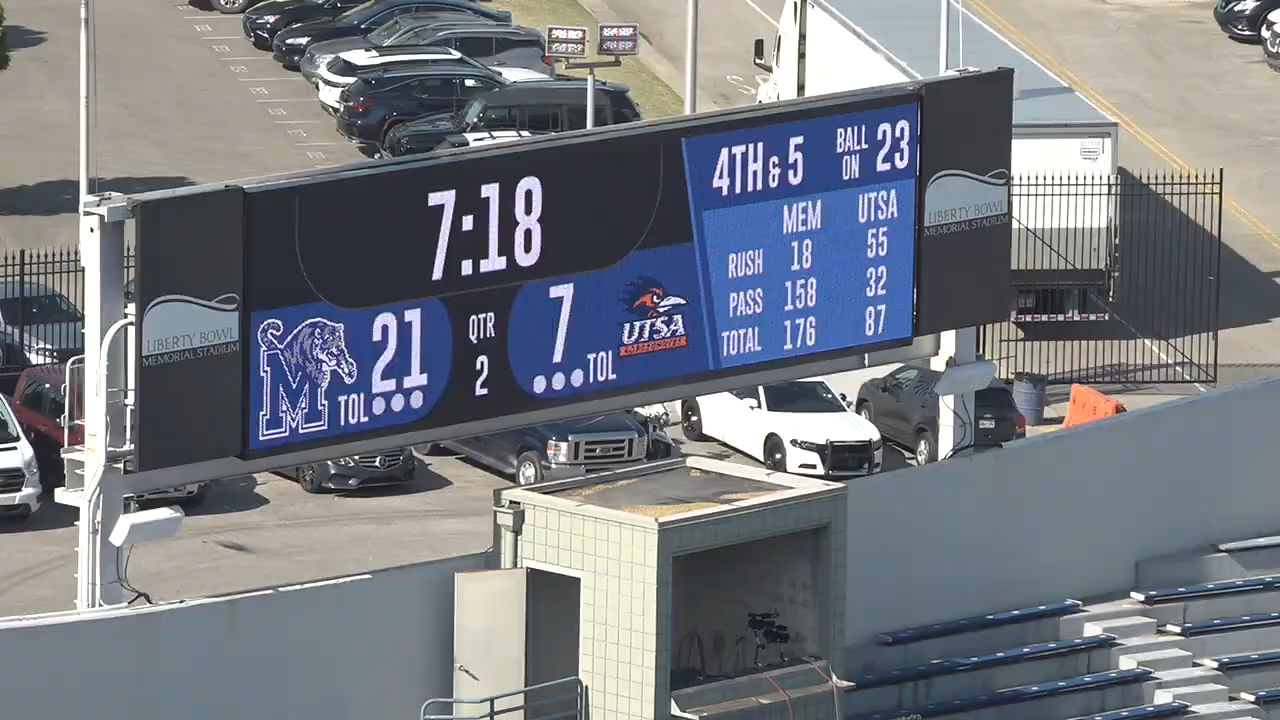 7:18
4TH & 5
BALL ON 23
MEM UTSA
RUSH 18 55
PASS 158 32
TOTAL 176 87
M
21
TOL
QTR
2
7
TOL
UTSA
LIBERTY BOWL
MEMORIAL STADIUM
LIBERTY BOWL
MEMORIAL STADIUM